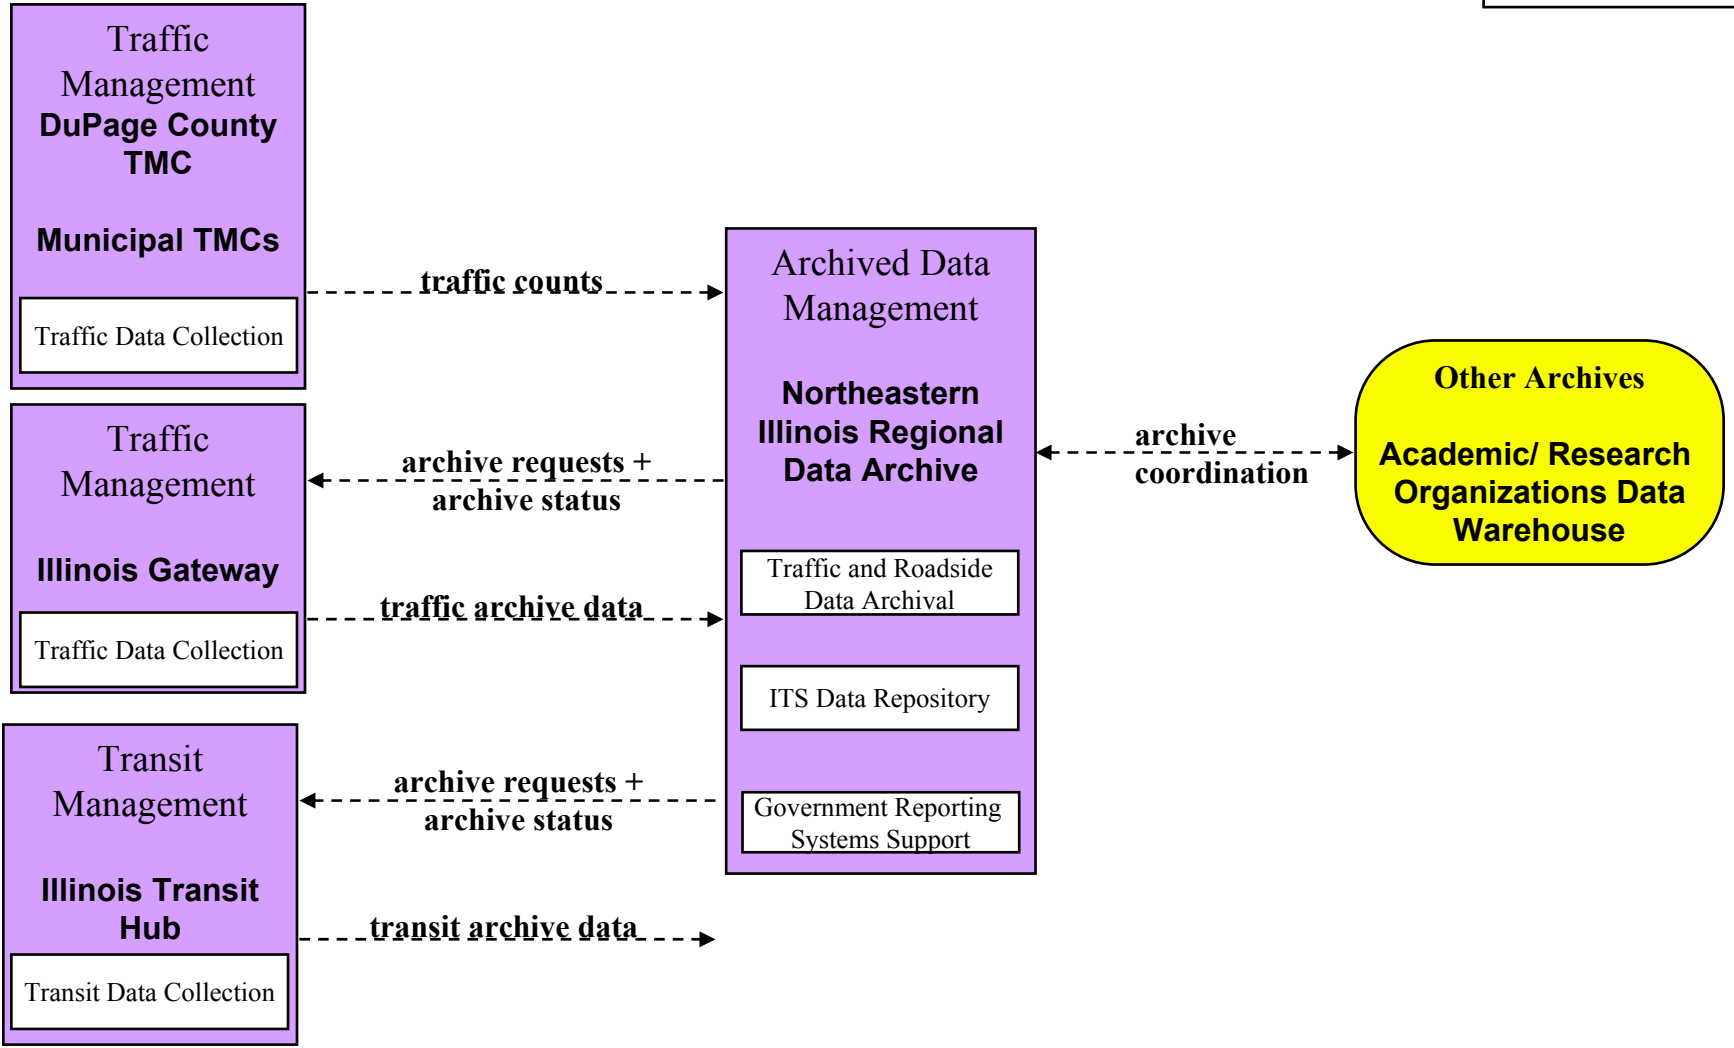 Traffic
Management
DuPage County
TMC
Municipal TMCs
Traffic Data Collection
traffic counts
Traffic
Management
Illinois Gateway
Traffic Data Collection
archive requests +
archive status
traffic archive data
Transit
Management
Illinois Transit
Hub
Transit Data Collection
archive requests +
archive status
transit archive data
Archived Data
Management
Northeastern
Illinois Regional
Data Archive
Traffic and Roadside
Data Archival
ITS Data Repository
Government Reporting
Systems Support
archive
coordination
Other Archives
Academic/ Research
Organizations Data
Warehouse